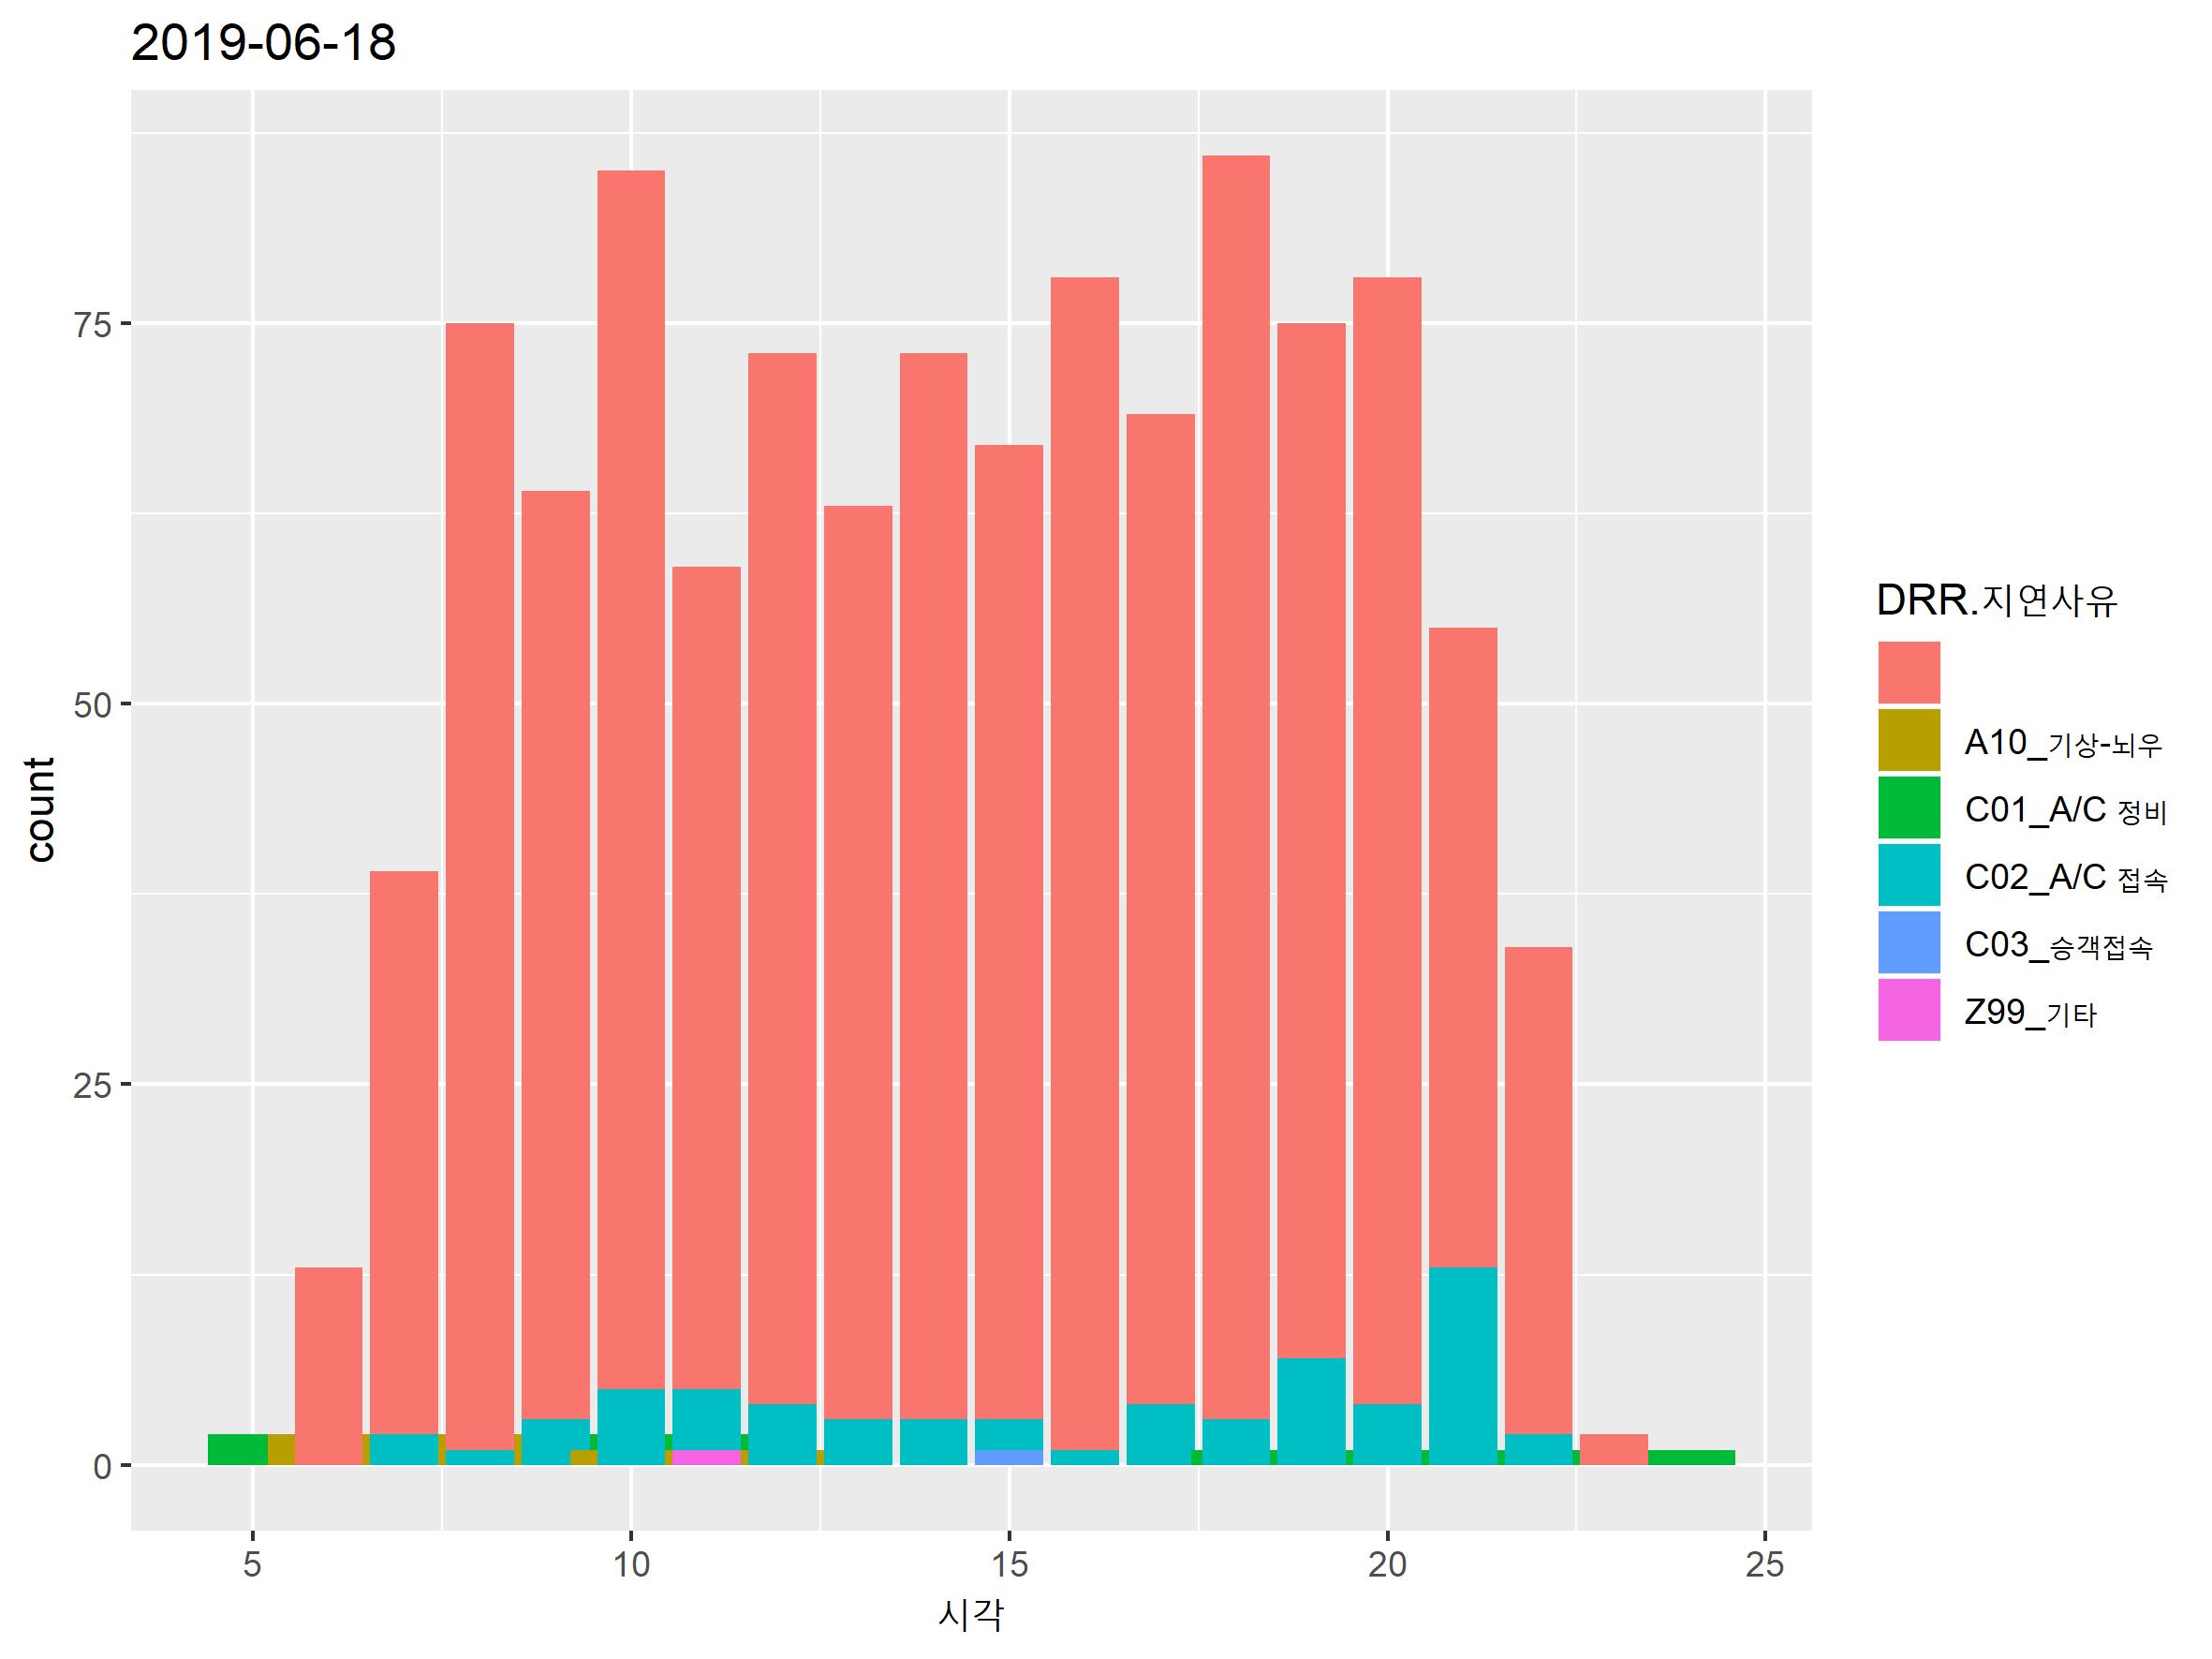 2019-06-18
count
75
50
25
0
5 10 15 20 25
시각
DRR.지연사유
A10_기상-뇌우
C01_A/C 정비
C02_A/C 접속
C03_승객접속
Z99_기타